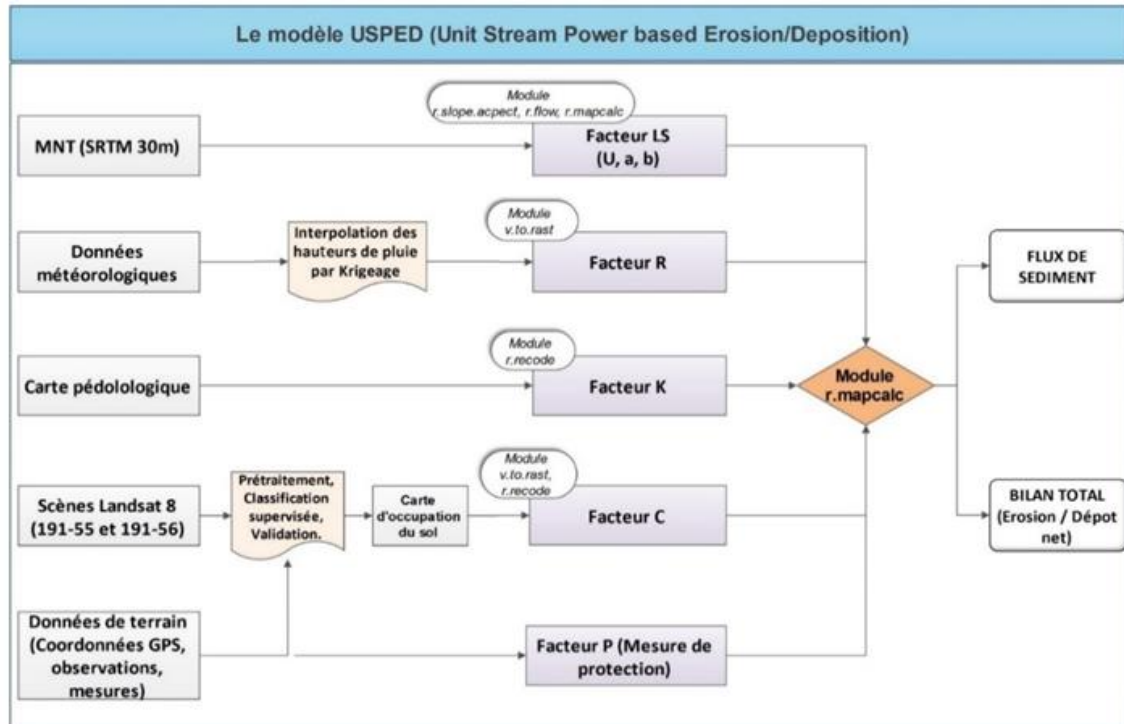 Le modèle USPED (Unit Stream Power based Erosion/Deposition)
Module
r.slope.acpect, r.flow, r.mapcalc
MNT (SRTM 30m)
Facteur LS
(U, a, b)
Données
météorologiques
Interpolation des
hauteurs de pluie
par Krigeage
Module
v.to.rast
Facteur R
FLUX DE
SEDIMENT
Carte pédolologique
Module
r.recode
Facteur K
Module
r.mapcalc
Scènes Landsat 8
(191-55 et 191-56)
Prétraitement,
Classification
supervisée,
Validation.
Carte
d'occupation
du sol
Module
v.to.rast,
r.recode
Facteur C
BILAN TOTAL
(Erosion / Dépot
net)
Données de terrain
(Coordonnées GPS,
observations,
mesures)
Facteur P (Mesure de
protection)